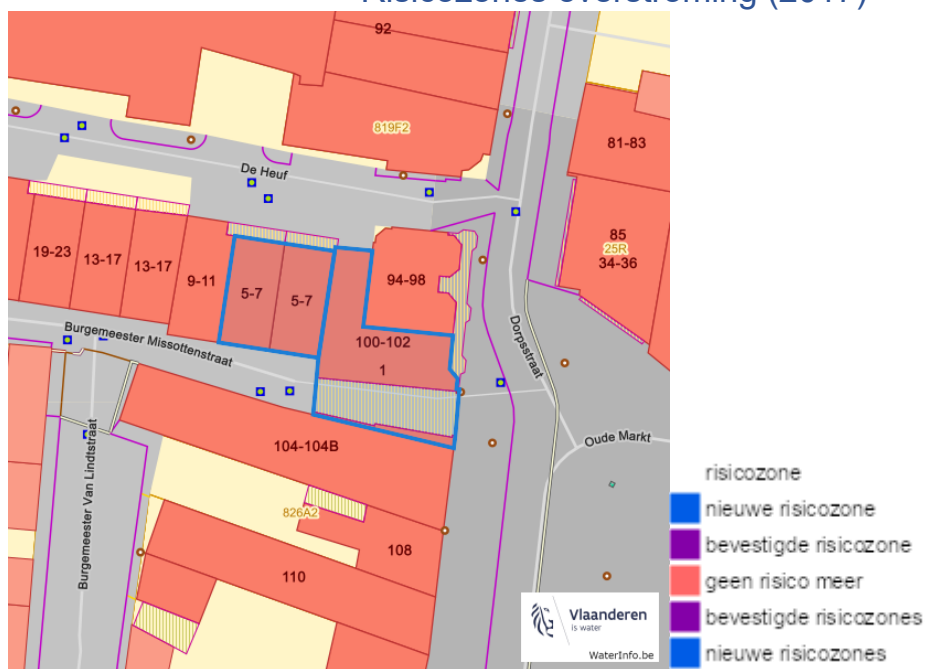 Risicozones overstroming (2017)
92
819F2
81-83
De Heuf
85
25R
34-36
19-23
13-17
13-17
9-11
5-7
5-7
94-98
Burgemeester Missottenstraat
100-102
1
Dorpsstraat
Oude Markt
104-104B
Burgemeester Van Lindtstraat
826A2
108
110
Vlaanderen
is water
WaterInfo.be
risicozone
nieuwe risicozone
bevestigde risicozone
geen risico meer
bevestigde risicozones
nieuwe risicozones